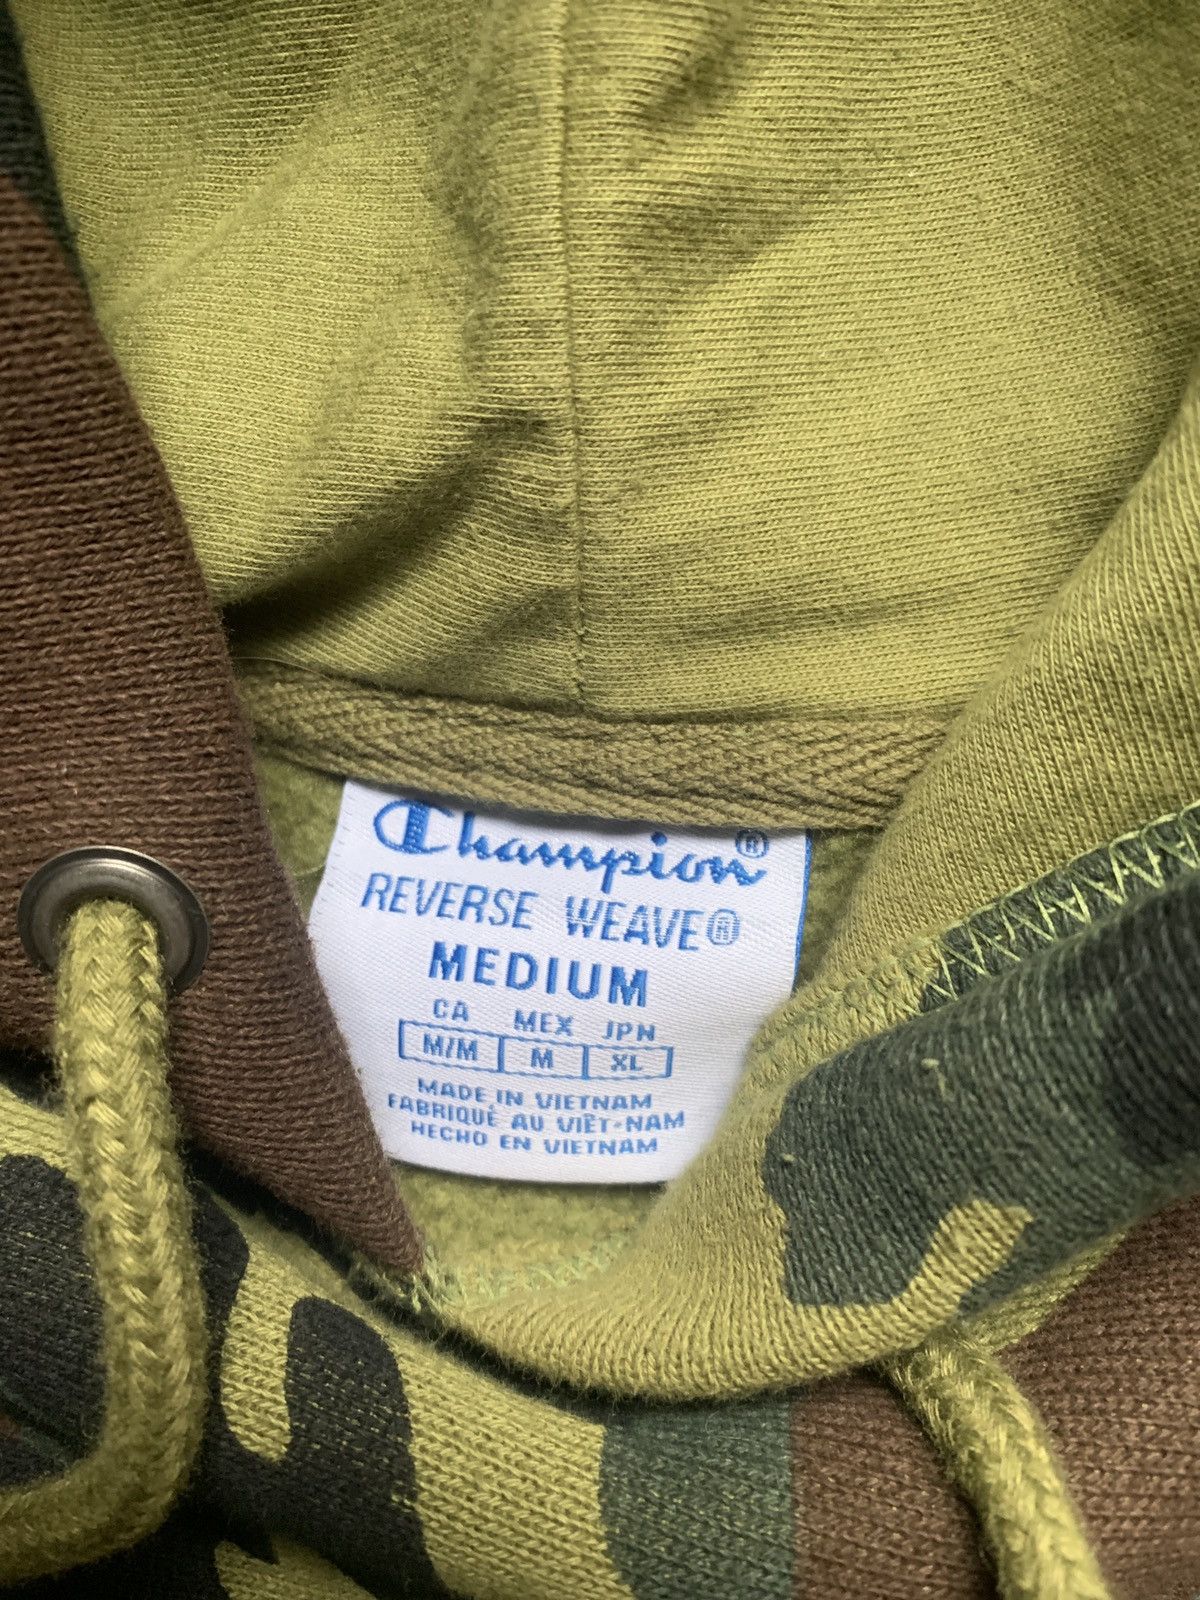 Champion®
REVERSE WEAVE®
MEDIUM
CA MEX JPN
M/M M XL
MADE IN VIETNAM
FABRIQUÉ AU VIÊT-NAM
HECHO EN VIETNAM